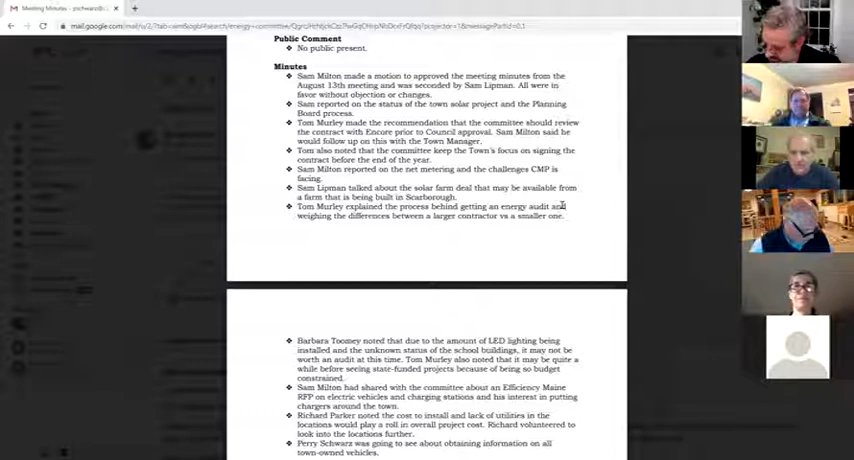 Meeting Minutes - pschwarz@
mail.google.com
Public Comment
❖ No public present.
Minutes
❖ Sam Milton made a motion to approved the meeting minutes from the
August 13th meeting and was seconded by Sam Lipman. All were in
favor without objection or changes.
❖ Sam reported on the status of the town solar project and the Planning
Board process.
❖ Tom Murley made the recommendation that the committee should review
the contract with Encore prior to Council approval. Sam Milton said he
would follow up on this with the Town Manager.
❖ Tom also noted that the committee keep the Town's focus on signing the
contract before the end of the year.
❖ Sam Milton reported on the net metering and the challenges CMP is
facing.
❖ Sam Lipman talked about the solar farm deal that may be available from
a farm that is being built in Scarborough.
❖ Tom Murley explained the process behind getting an energy audit and
weighing the differences between a larger contractor vs a smaller one.
❖ Barbara Toomey noted that due to the amount of LED lighting being
installed and the unknown status of the school buildings, it may not be
worth an audit at this time. Tom Murley also noted that it may be quite a
while before seeing state-funded projects because of being so budget
constrained.
❖ Sam Milton had shared with the committee about an Efficiency Maine
RFP on electric vehicles and charging stations and his interest in putting
chargers around the town.
❖ Richard Parker noted the cost to install and lack of utilities in the
locations would play a roll in overall project cost. Richard volunteered to
look into the locations further.
❖ Perry Schwarz was going to see about obtaining information on all
town-owned vehicles.